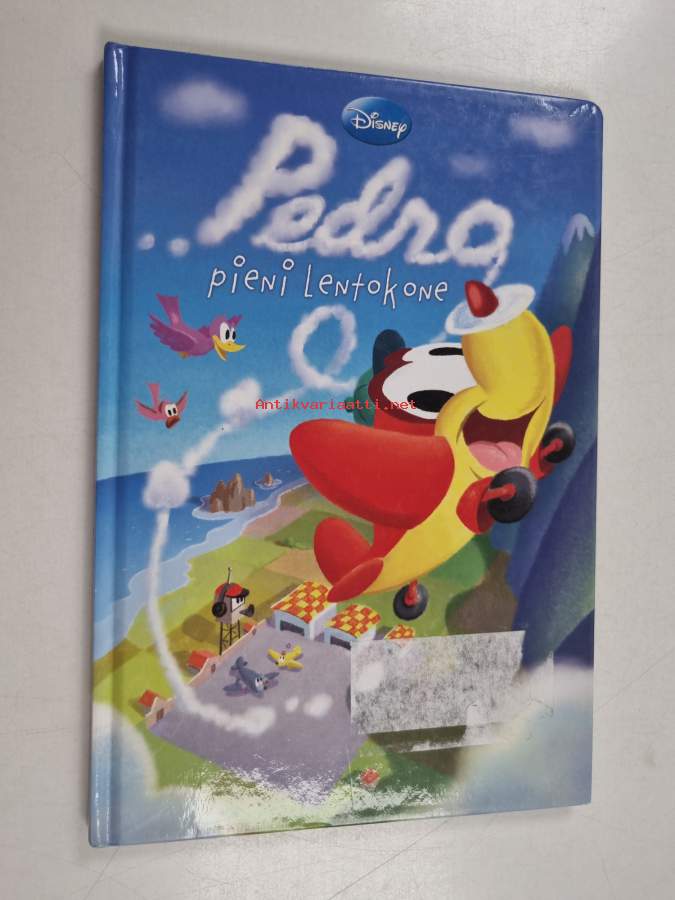 Disney
Pedro
pieni lentokone
Antikvariaatti.net